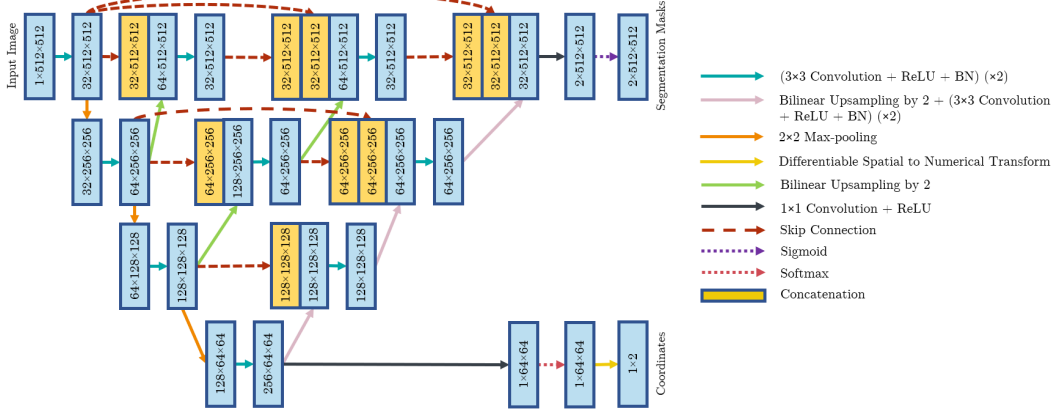 Input Image
1×512×512
32×512×512
32×512×512
64×512×512
32×512×512
32×512×512
32×512×512
64×512×512
32×512×512
32×512×512
32×512×512
32×512×512
2×512×512
2×512×512
Segmentation Masks
32×256×256
64×256×256
64×256×256
128×256×256
64×256×256
64×256×256
64×256×256
64×256×256
64×256×256
64×128×128
128×128×128
128×128×128
128×128×128
128×128×128
128×64×64
256×64×64
1×64×64
1×64×64
1×2
Coordinates
(3×3 Convolution + ReLU + BN) (×2)
Bilinear Upsampling by 2 + (3×3 Convolution
+ ReLU + BN) (×2)
2×2 Max-pooling
Differentiable Spatial to Numerical Transform
Bilinear Upsampling by 2
1×1 Convolution + ReLU
Skip Connection
Sigmoid
Softmax
Concatenation